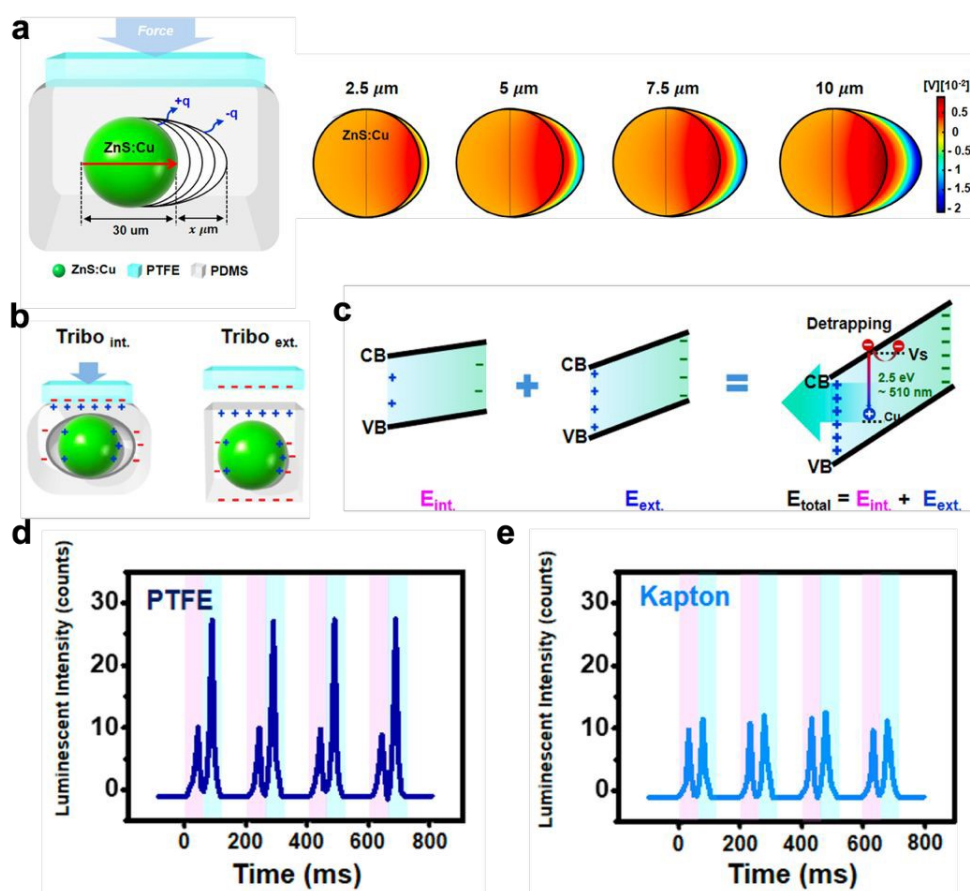 a
Force
+q
-q
ZnS:Cu
30 um
x μm
ZnS:Cu PTFE PDMS
2.5 μm 5 μm 7.5 μm 10 μm
ZnS:Cu
[V][10⁻²]
0.5
0
- 0.5
- 1
-1.5
- 2
b
Tribo int. Tribo ext.
c
CB
VB
E int.
+
CB
VB
E ext.
=
Detrapping
CB
Vs
2.5 eV
~ 510 nm
Cu
VB
E total = E int. + E ext.
d
PTFE
Luminescent Intensity (counts)
30
20
10
0
0 200 400 600 800
Time (ms)
e
Kapton
Luminescent Intensity (counts)
30
20
10
0
0 200 400 600 800
Time (ms)